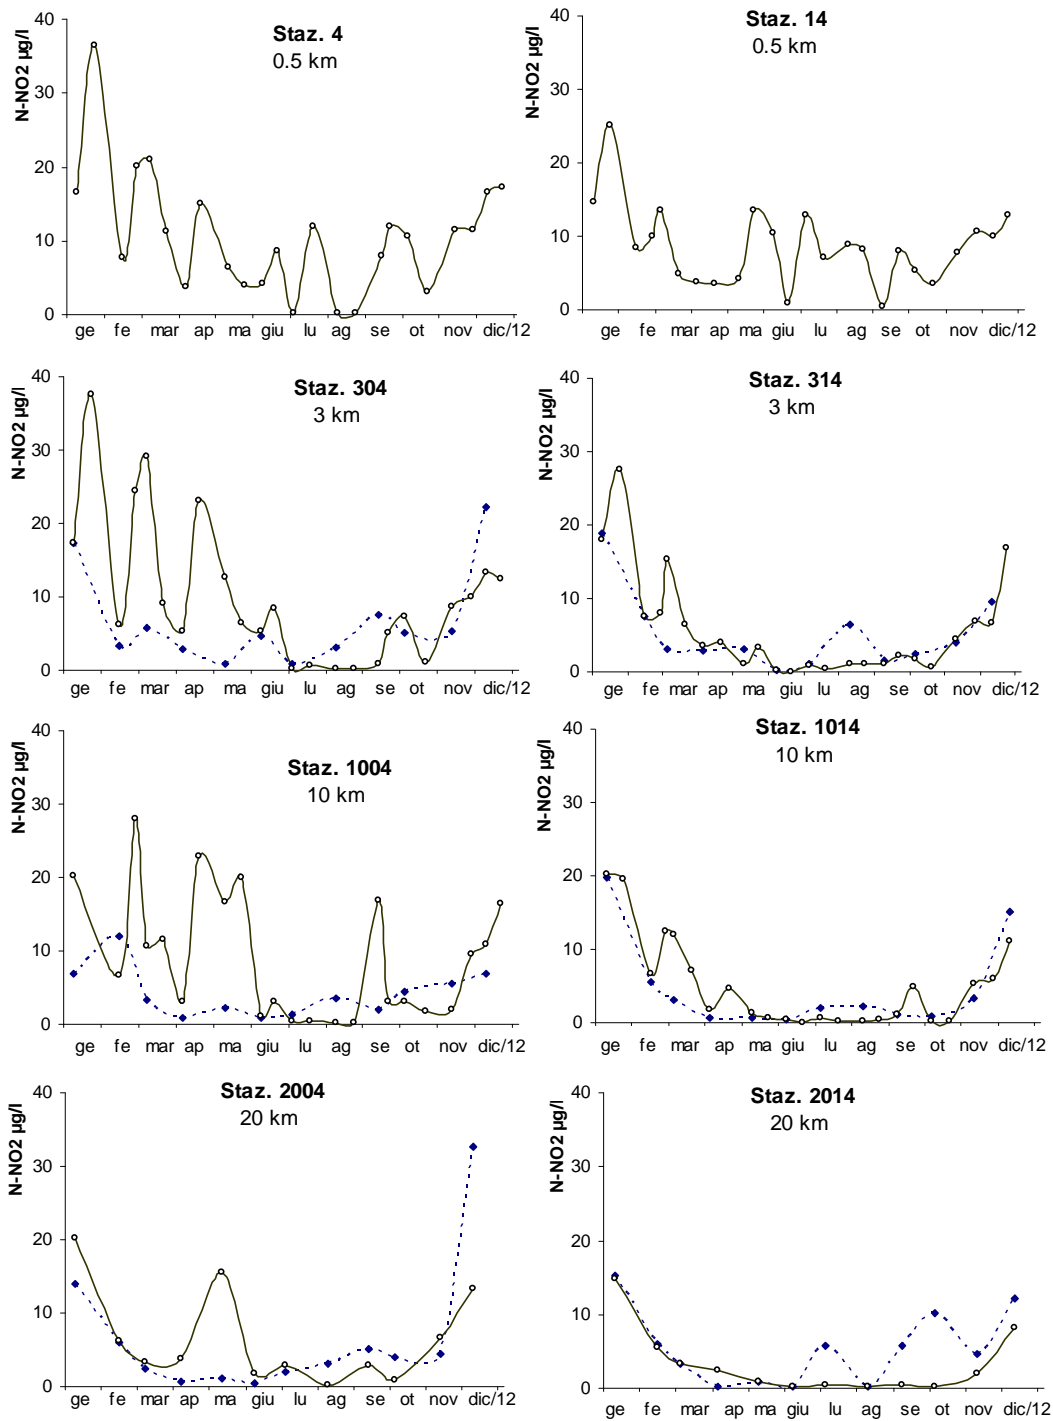 Staz. 4
0.5 km
N-NO2 µg/l
40
30
20
10
0
ge fe mar ap ma giu lu ag se ot nov dic/12
Staz. 14
0.5 km
N-NO2 µg/l
40
30
20
10
0
ge fe mar ap ma giu lu ag se ot nov dic/12
Staz. 304
3 km
N-NO2 µg/l
40
30
20
10
0
ge fe mar ap ma giu lu ag se ot nov dic/12
Staz. 314
3 km
N-NO2 µg/l
40
30
20
10
0
ge fe mar ap ma giu lu ag se ot nov dic/12
Staz. 1004
10 km
N-NO2 µg/l
40
30
20
10
0
ge fe mar ap ma giu lu ag se ot nov dic/12
Staz. 1014
10 km
N-NO2 µg/l
40
30
20
10
0
ge fe mar ap ma giu lu ag se ot nov dic/12
Staz. 2004
20 km
N-NO2 µg/l
40
30
20
10
0
ge fe mar ap ma giu lu ag se ot nov dic/12
Staz. 2014
20 km
N-NO2 µg/l
40
30
20
10
0
ge fe mar ap ma giu lu ag se ot nov dic/12